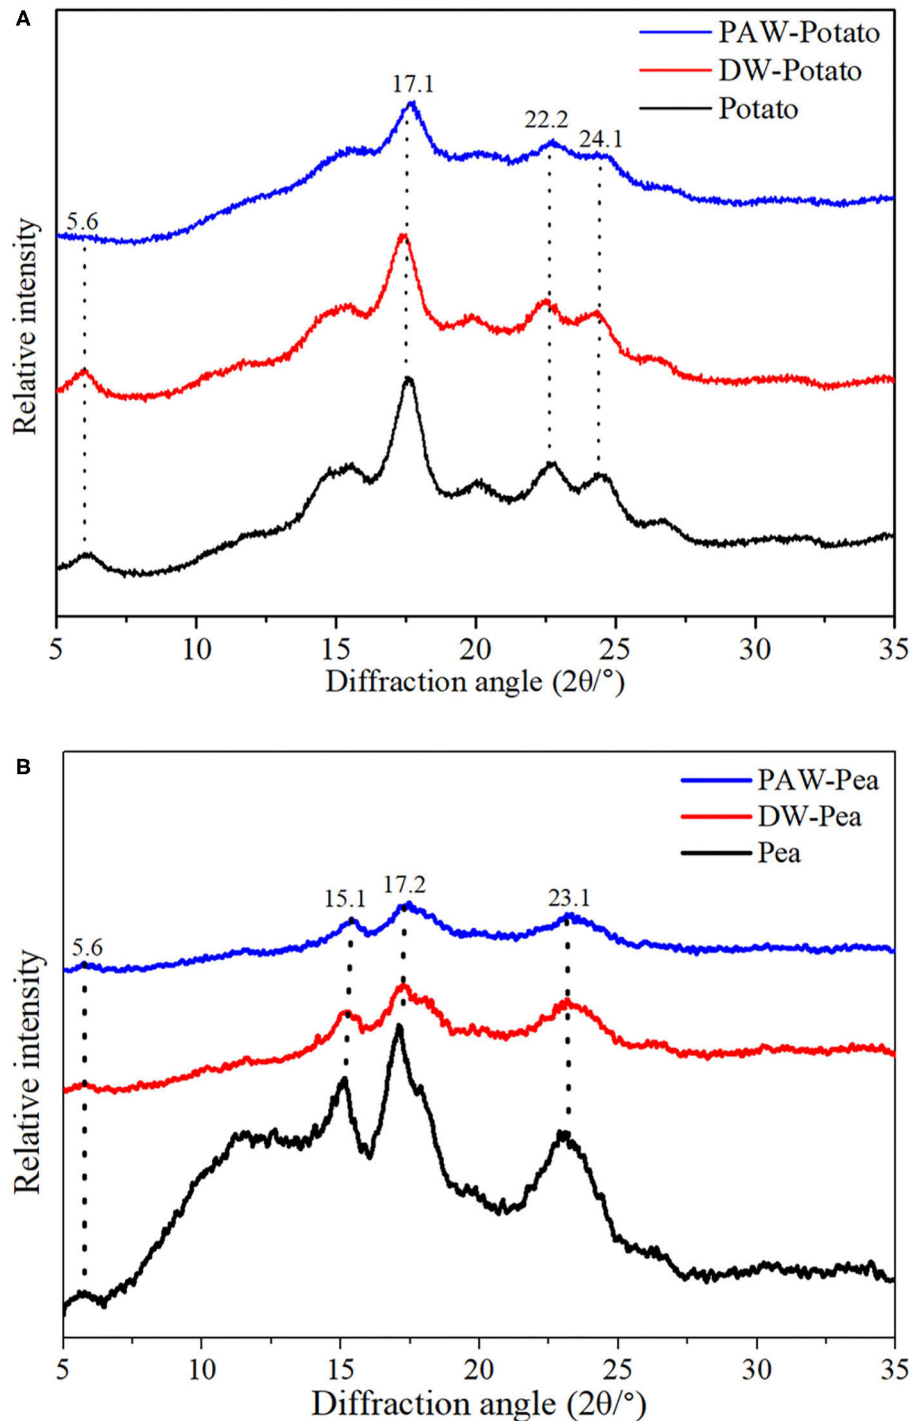 A
PAW-Potato
DW-Potato
Potato
17.1
22.2
24.1
5.6
Relative intensity
5 10 15 20 25 30 35
Diffraction angle (2θ/°)
B
PAW-Pea
DW-Pea
Pea
17.2
15.1
23.1
5.6
Relative intensity
5 10 15 20 25 30 35
Diffraction angle (2θ/°)